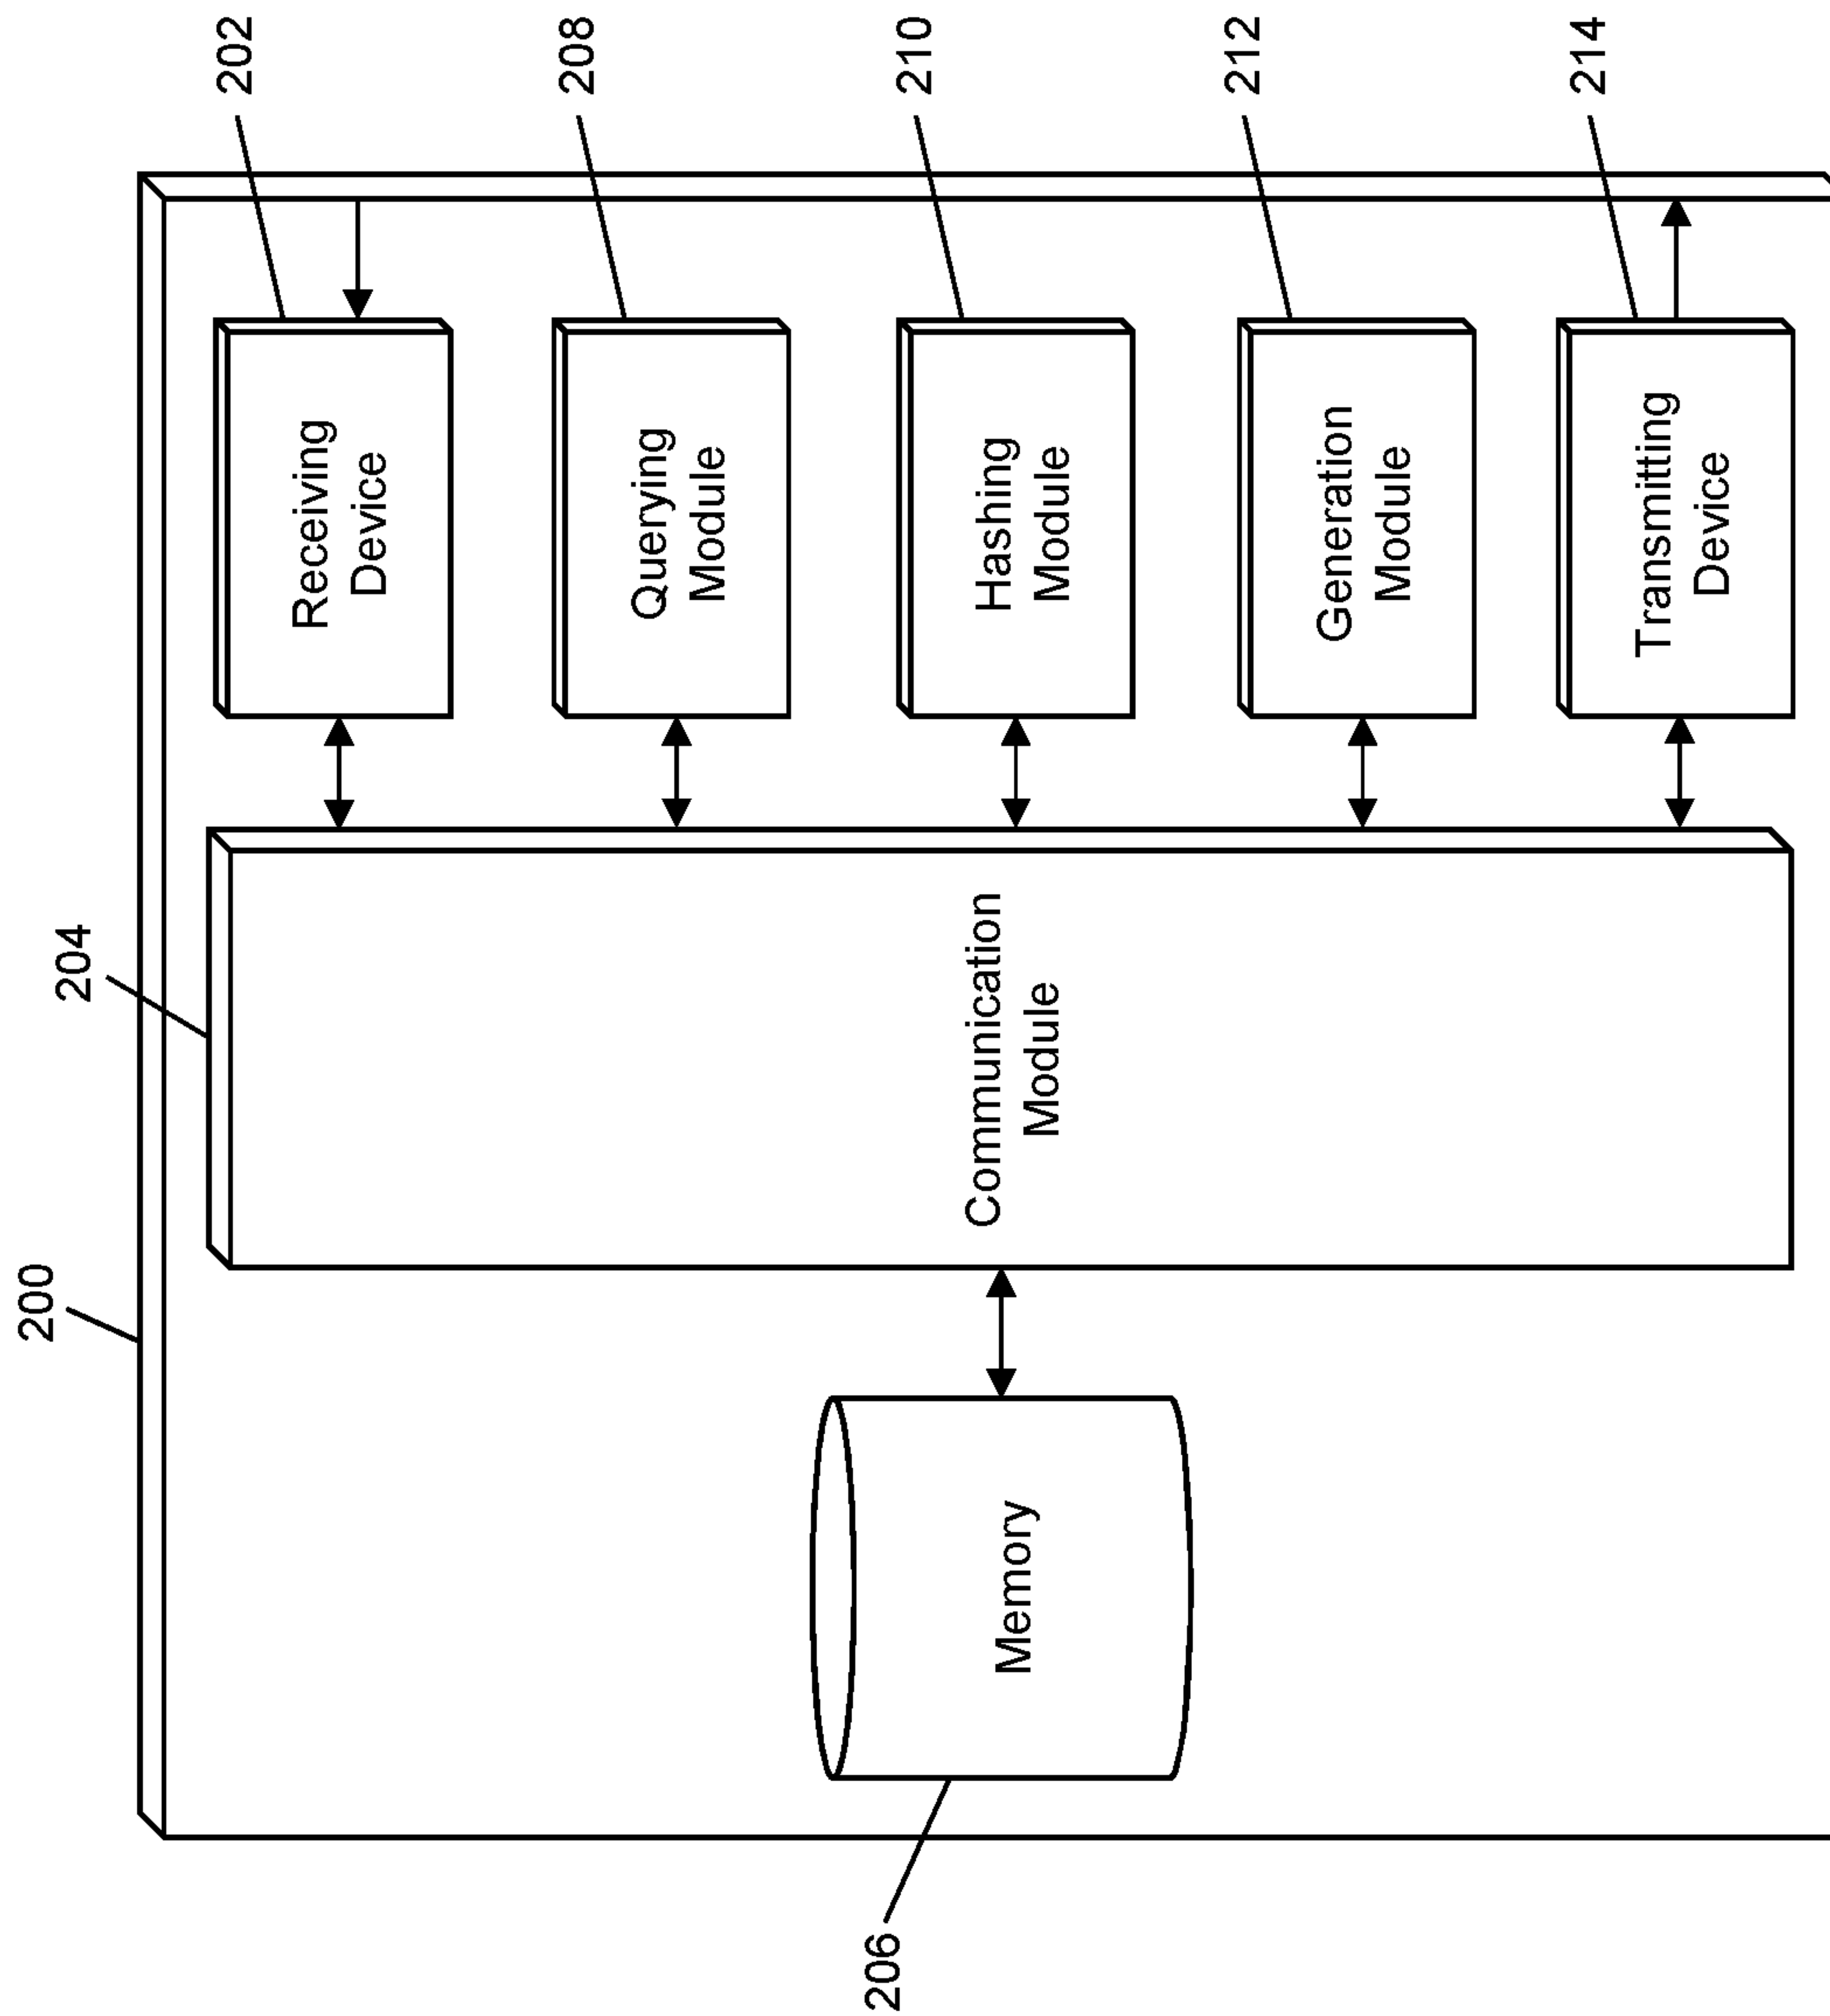 200
204
202
Receiving
Device
208
Querying
Module
210
Hashing
Module
212
Generation
Module
214
Transmitting
Device
Communication
Module
206
Memory